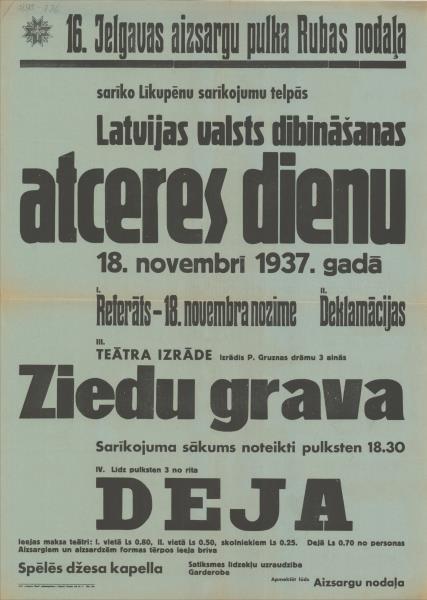 16. Jelgavas aizsargu pulka Rubas nodaļa
sarīko Līkupēnu sarīkojumu telpās
Latvijas valsts dibināšanas
atceres dienu
18. novembrī 1937. gadā
I. Referāts – 18. novembra nozīme II. Deklamācijas
III.
TEĀTRA IZRĀDE Izrādīs P. Gruznas drāmu 3 ainās
Ziedu grava
Sarīkojuma sākums noteikti pulksten 18.30
IV. Līdz pulksten 3 no rīta
DEJA
Ieejas maksa teātrī: I. vietā Ls 0.80, II. vietā Ls 0.50, skolniekiem Ls 0.25. Dejā Ls 0.70 no personas
Aizsargiem un aizsardzēm formas tērpos ieeja brīva
Spēlēs džesa kapella
Satiksmes līdzekļu uzraudzība
Garderobe
Apmeklēt lūdz Aizsargu nodaļa